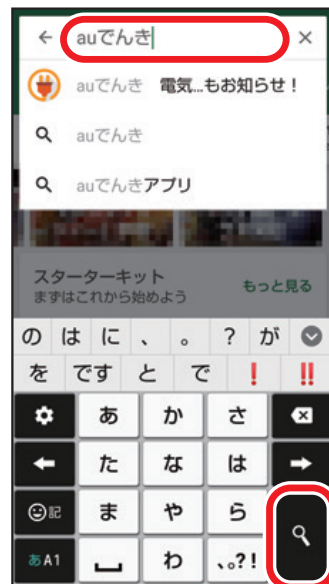 auでんき
auでんき 電気...もお知らせ！
auでんき
auでんきアプリ
スターターキット
まずはこれから始めよう
もっと見る
の は に 、 。 ? が
を です と で ! !!
あ か さ
た な は
記 ま や ら
あA1 わ 、。?!